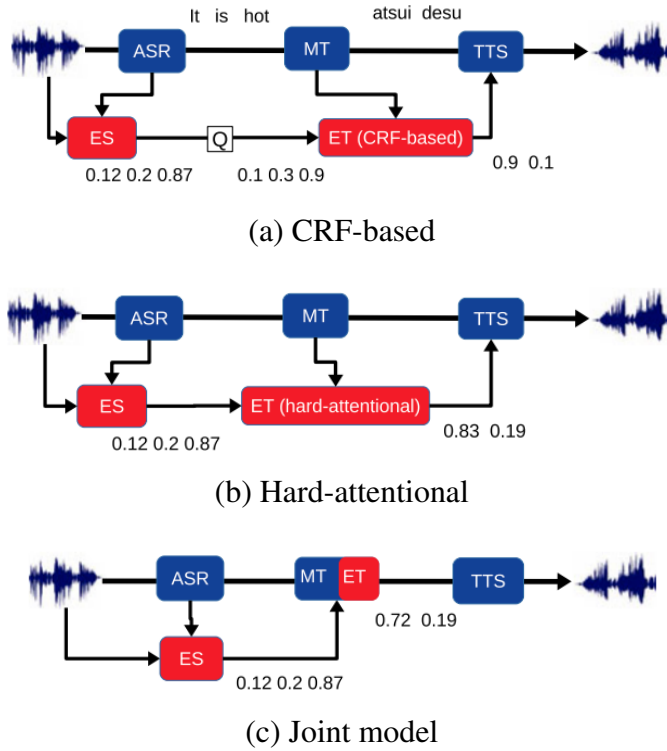 It is hot atsui desu
ASR MT TTS
ES Q ET (CRF-based)
0.12 0.2 0.87 0.1 0.3 0.9 0.9 0.1
(a) CRF-based
ASR MT TTS
ES ET (hard-attentional)
0.12 0.2 0.87 0.83 0.19
(b) Hard-attentional
ASR MT ET TTS
0.72 0.19
ES
0.12 0.2 0.87
(c) Joint model